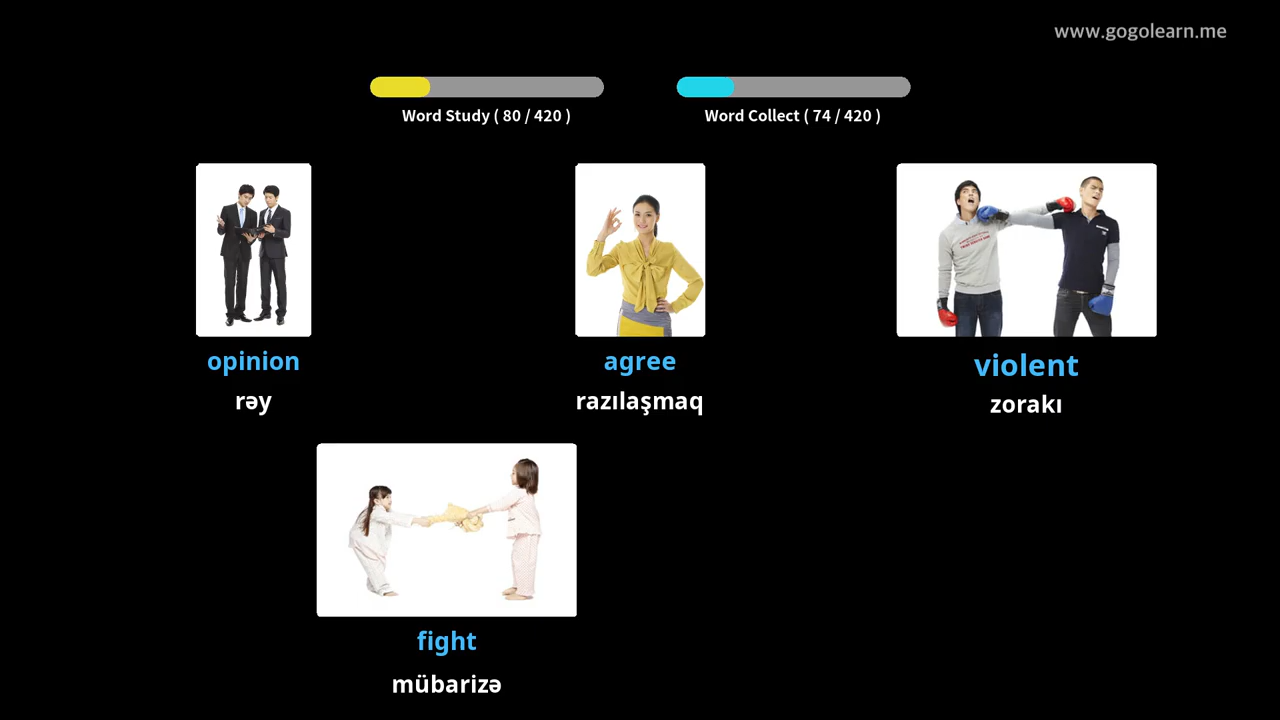 www.gogolearn.me
Word Study ( 80 / 420 )
Word Collect ( 74 / 420 )
opinion
rəy
agree
razılaşmaq
violent
zorakı
fight
mübarizə